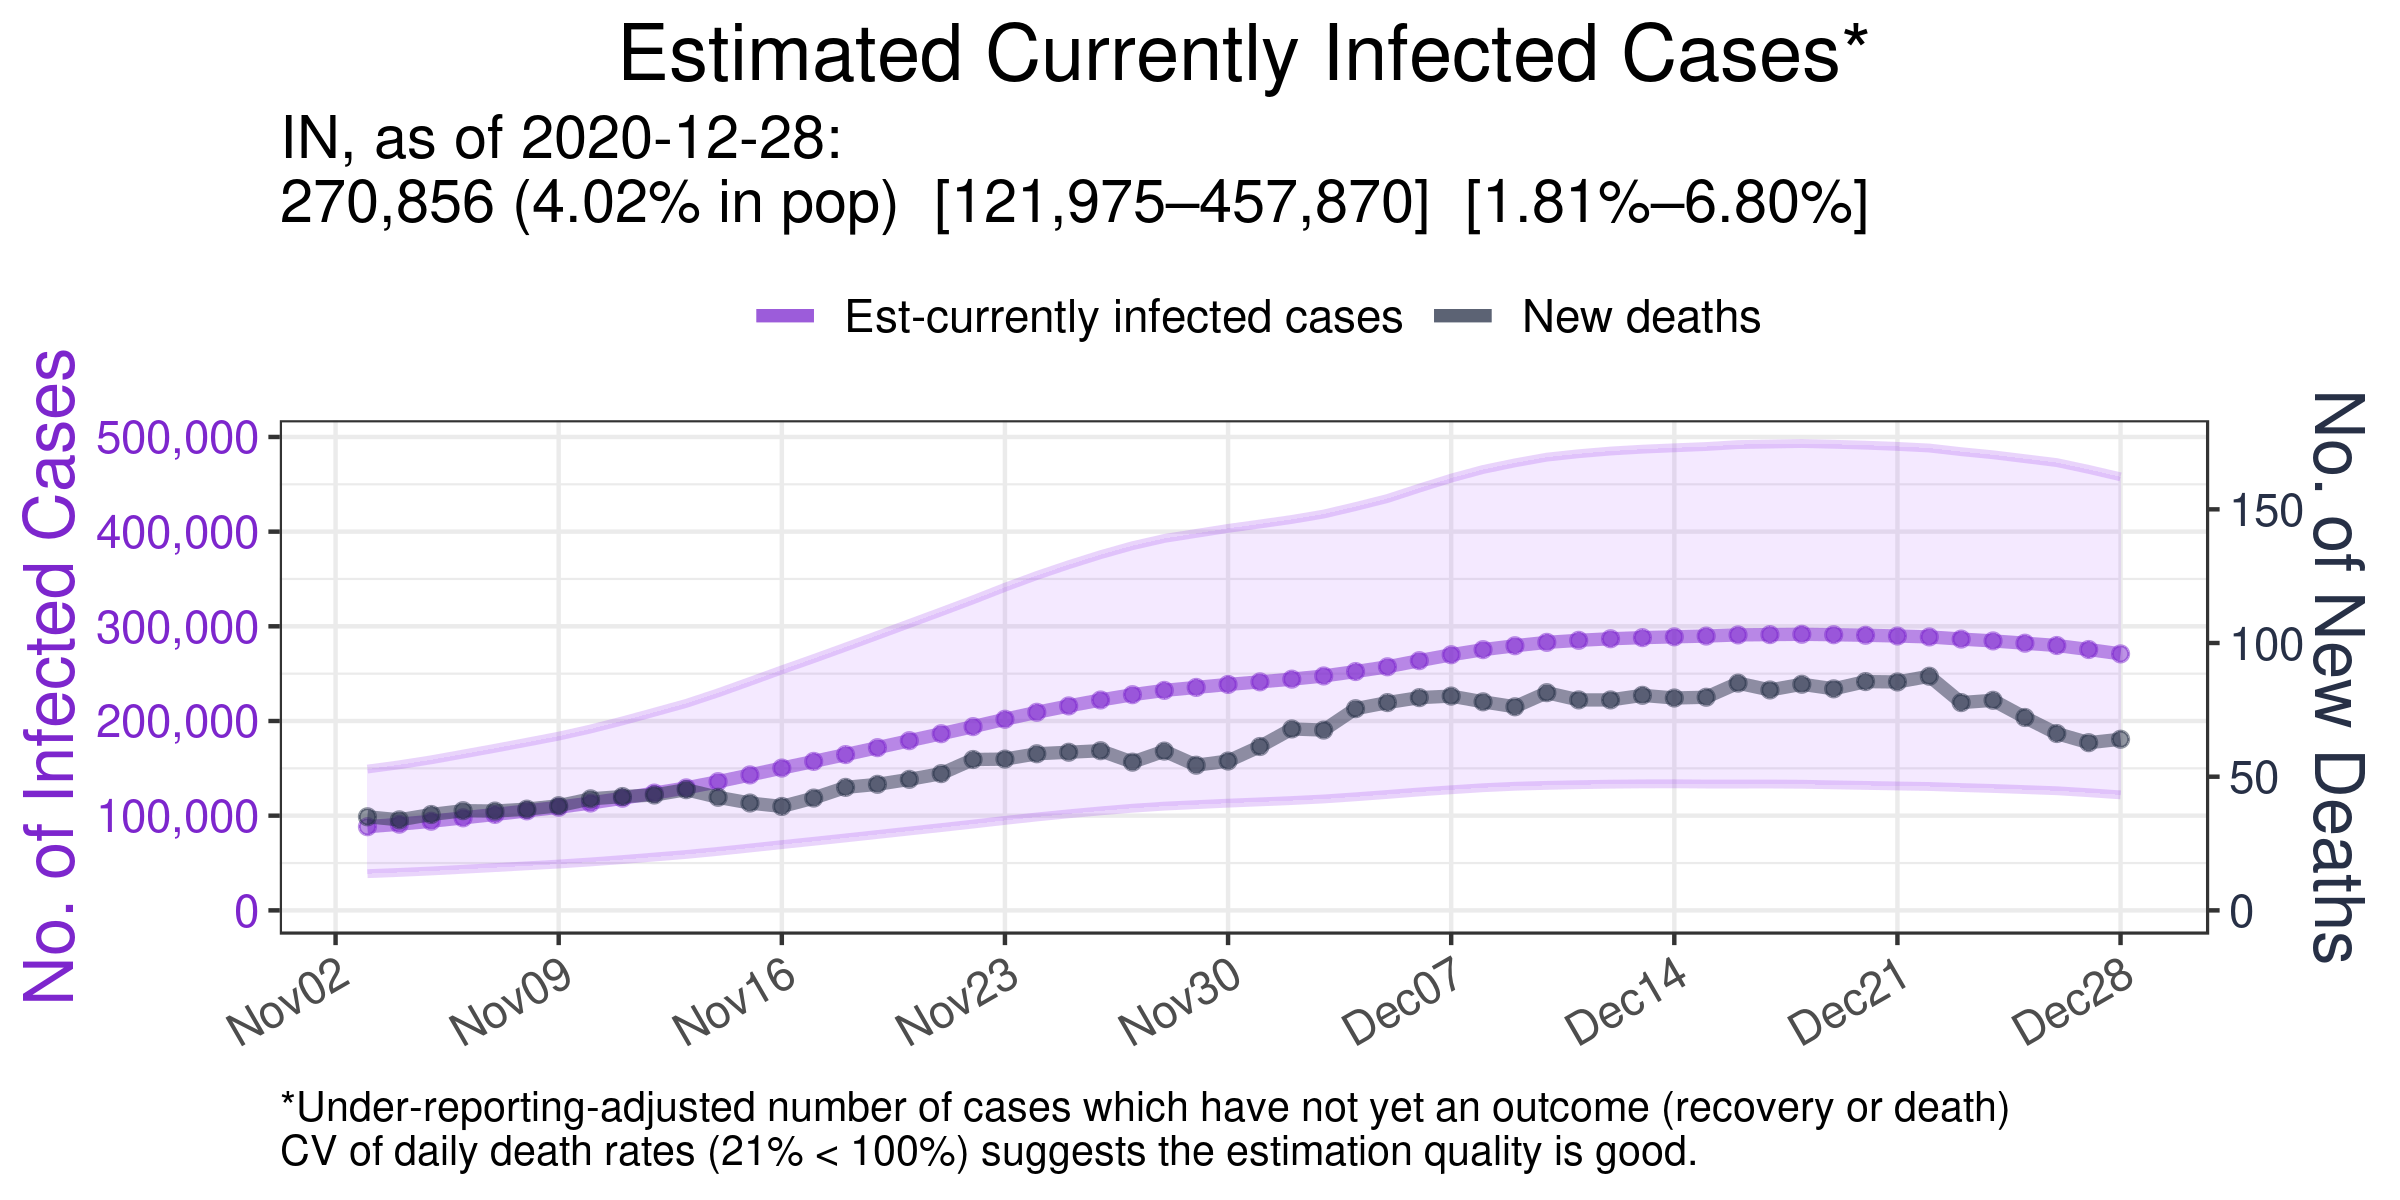 Estimated Currently Infected Cases*
IN, as of 2020-12-28:
270,856 (4.02% in pop)  [121,975–457,870]  [1.81%–6.80%]
Est-currently infected cases
New deaths
No. of Infected Cases
500,000
400,000
300,000
200,000
100,000
0
No. of New Deaths
150
100
50
0
Nov02
Nov09
Nov16
Nov23
Nov30
Dec07
Dec14
Dec21
Dec28
*Under-reporting-adjusted number of cases which have not yet an outcome (recovery or death)
CV of daily death rates (21% < 100%) suggests the estimation quality is good.